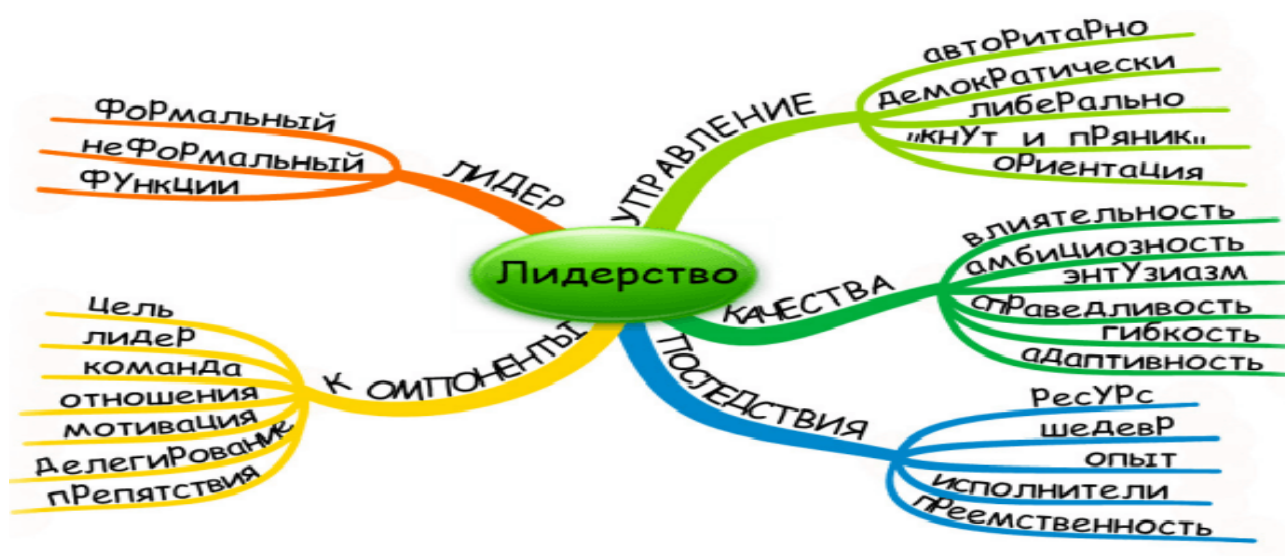 Лидерство
ЛИДЕР
формальный
неформальный
функции
УПРАВЛЕНИЕ
авторитарно
демократически
либерально
"кнут и пряник"
ориентация
КАЧЕСТВА
влиятельность
амбициозность
энтузиазм
справедливость
гибкость
адаптивность
ПОСЛЕДСТВИЯ
ресурс
шедевр
опыт
исполнители
преемственность
КОМПОНЕНТЫ
цель
лидер
команда
отношения
мотивация
делегирование
препятствия